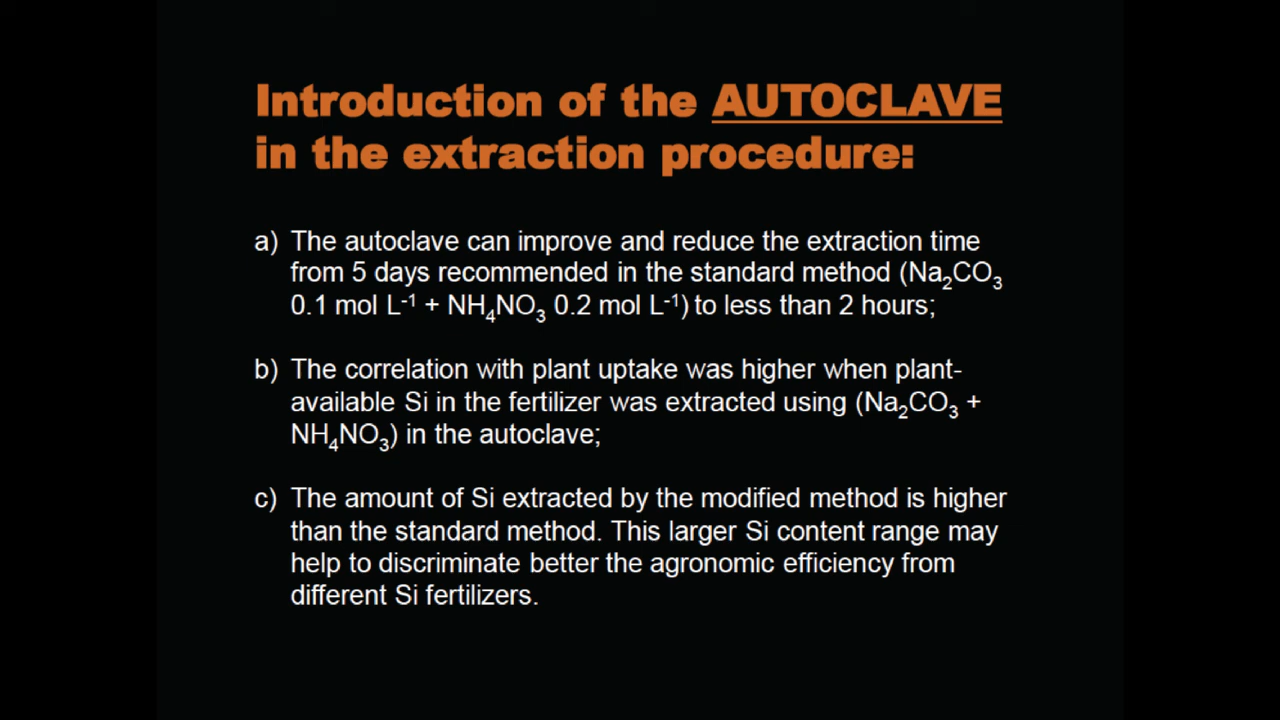 Introduction of the AUTOCLAVE
in the extraction procedure:
a) The autoclave can improve and reduce the extraction time
from 5 days recommended in the standard method (Na₂CO₃
0.1 mol L⁻¹ + NH₄NO₃ 0.2 mol L⁻¹) to less than 2 hours;
b) The correlation with plant uptake was higher when plant-
available Si in the fertilizer was extracted using (Na₂CO₃ +
NH₄NO₃) in the autoclave;
c) The amount of Si extracted by the modified method is higher
than the standard method. This larger Si content range may
help to discriminate better the agronomic efficiency from
different Si fertilizers.